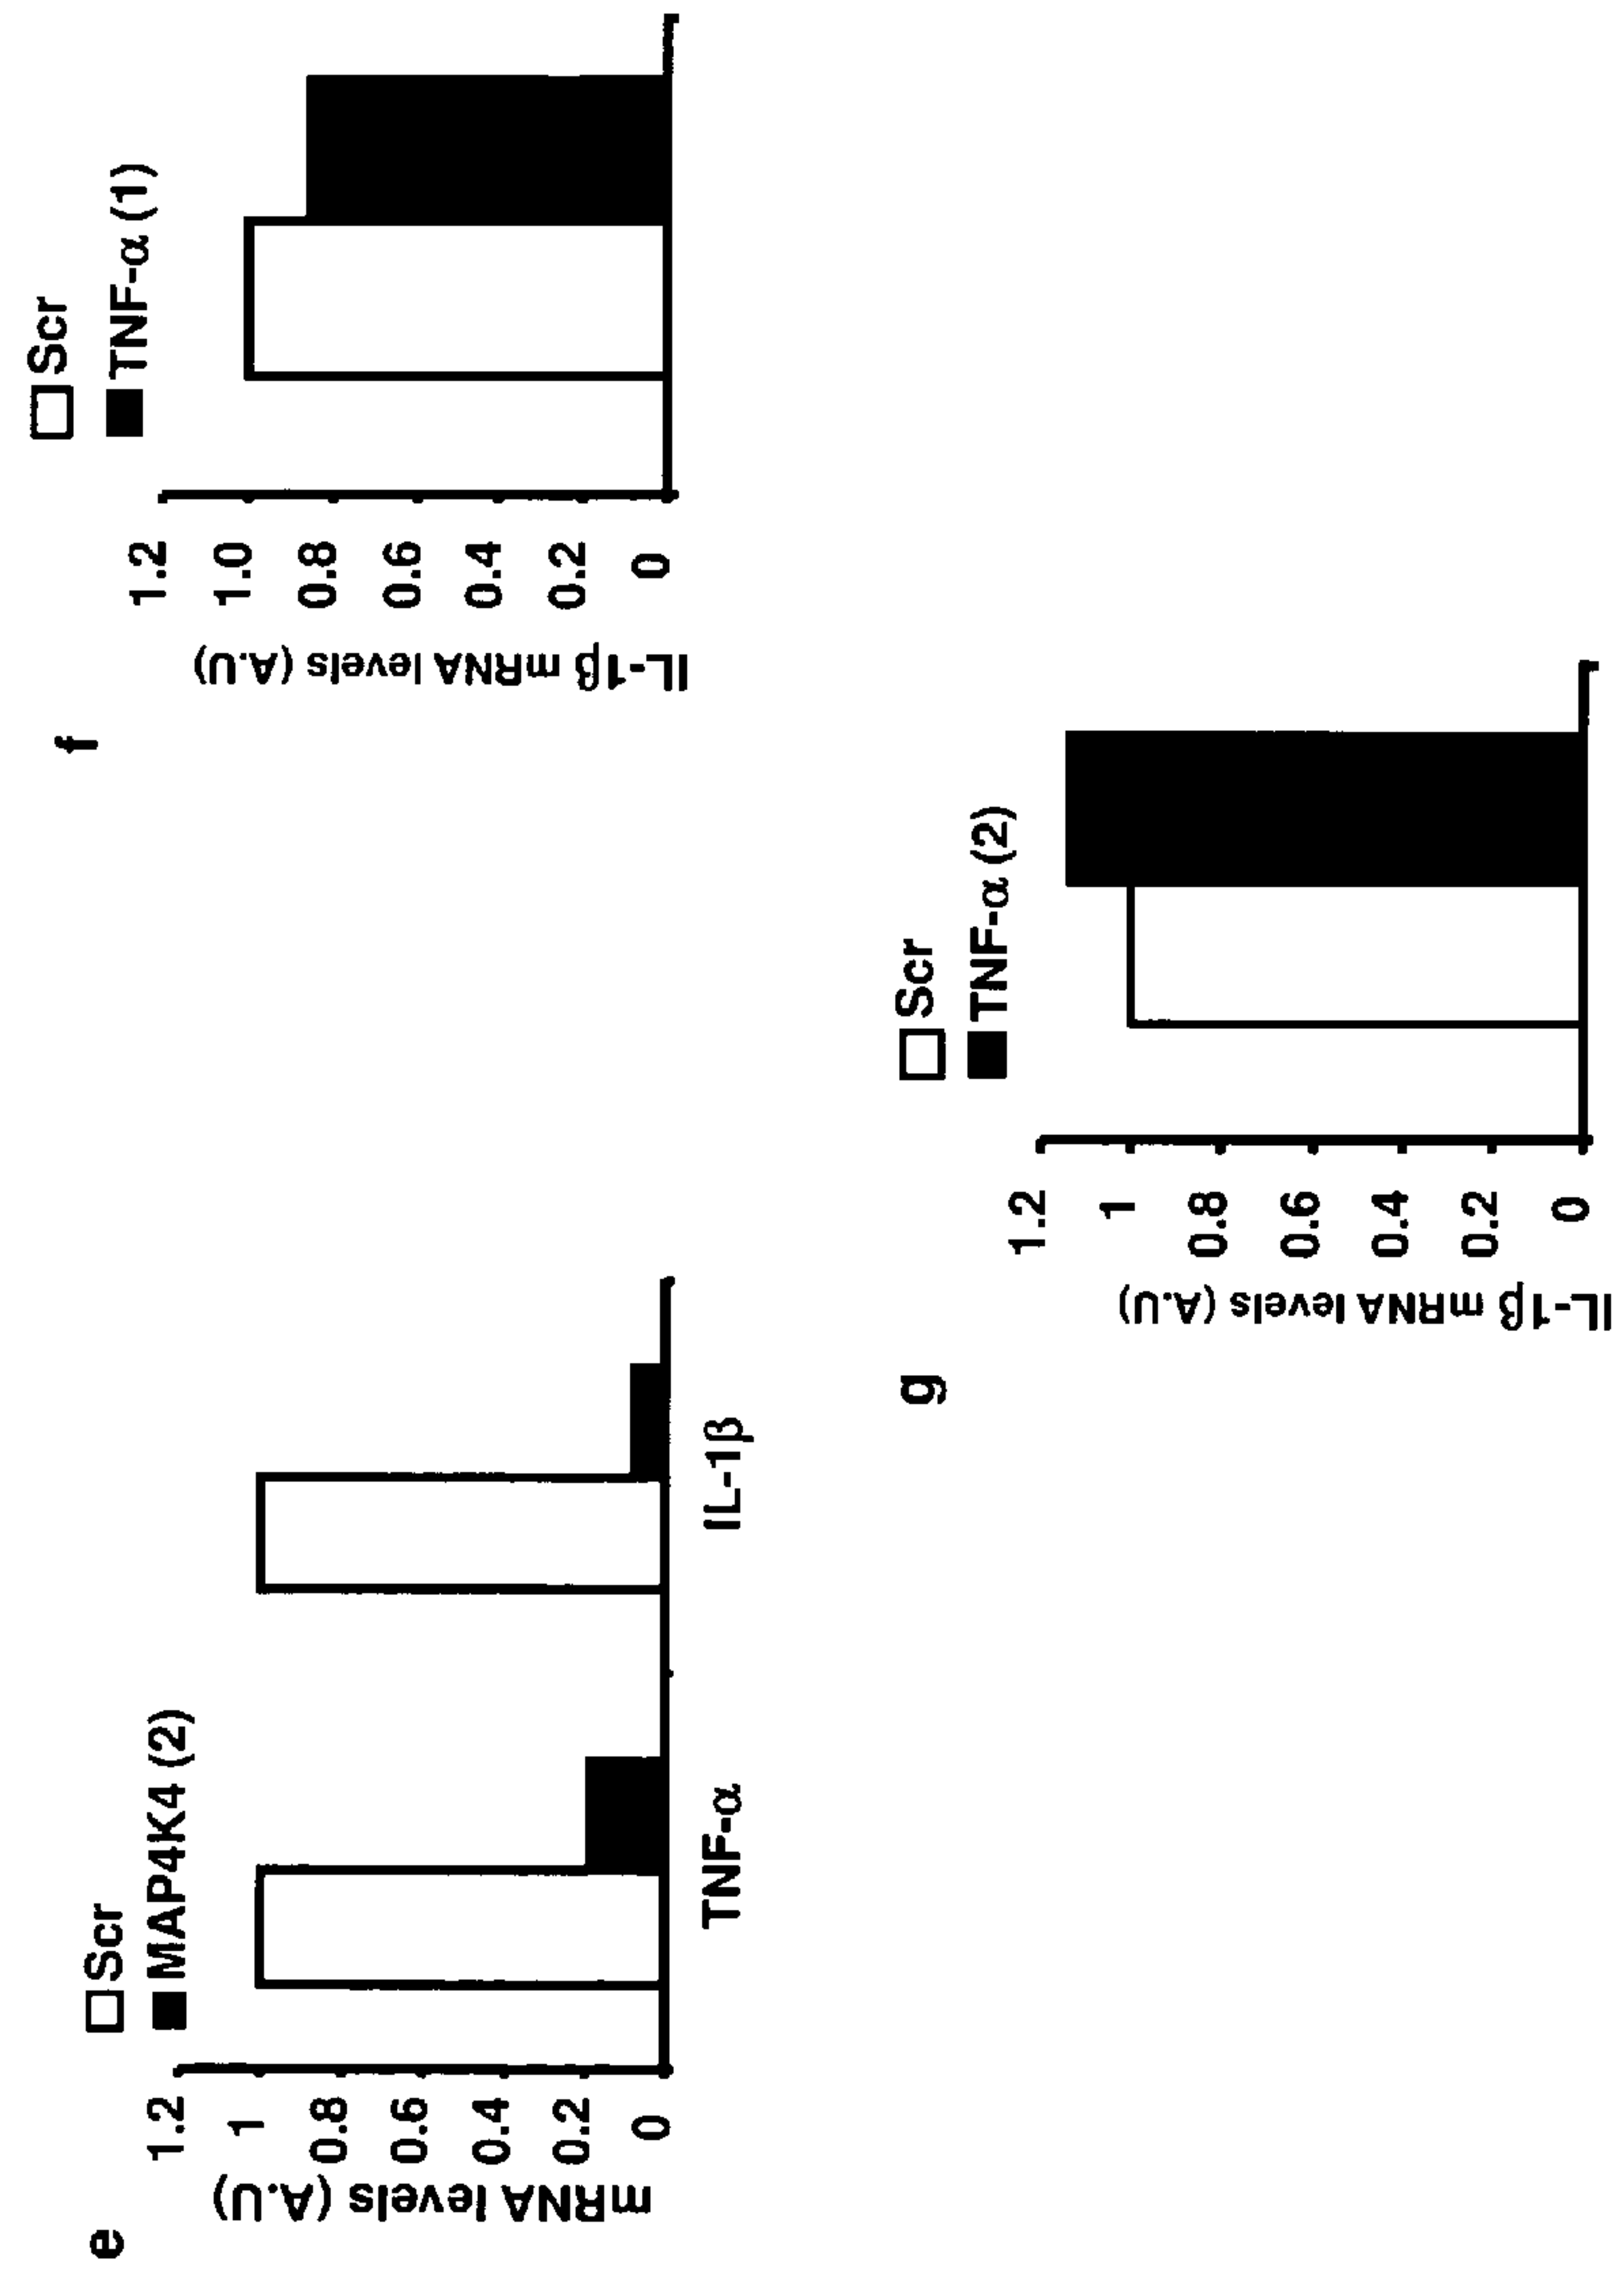 e
mRNA levels (A.U)
1.2
1
0.8
0.6
0.4
0.2
0
Scr
MAP4K4 (2)
TNF-α
IL-1β
f
IL-1β mRNA levels (A.U)
1.2
1.0
0.8
0.6
0.4
0.2
0
Scr
TNF-α (1)
g
IL-1β mRNA levels (A.U)
1.2
1
0.8
0.6
0.4
0.2
0
Scr
TNF-α (2)